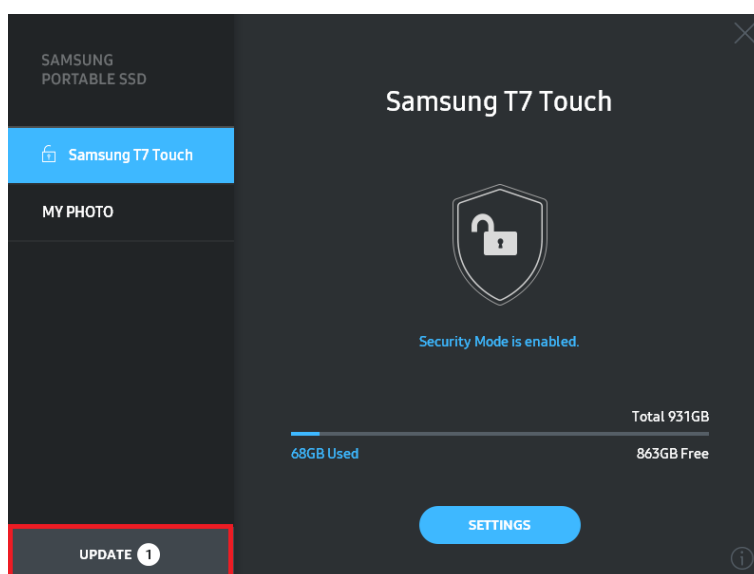 SAMSUNG
PORTABLE SSD
Samsung T7 Touch
MY PHOTO
UPDATE 1
Samsung T7 Touch
Security Mode is enabled.
Total 931GB
68GB Used
863GB Free
SETTINGS